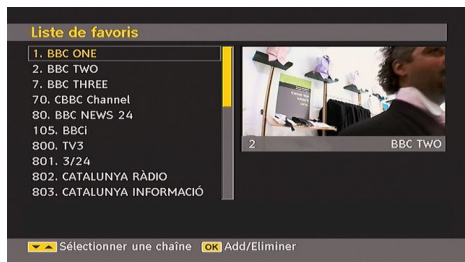 Liste de favoris
1. BBC ONE
2. BBC TWO
7. BBC THREE
70. CBBC Channel
80. BBC NEWS 24
105. BBCi
800. TV3
801. 3/24
802. CATALUNYA RÀDIO
803. CATALUNYA INFORMACIÓ
2 BBC TWO
Sélectionner une chaîne OK Add/Eliminer